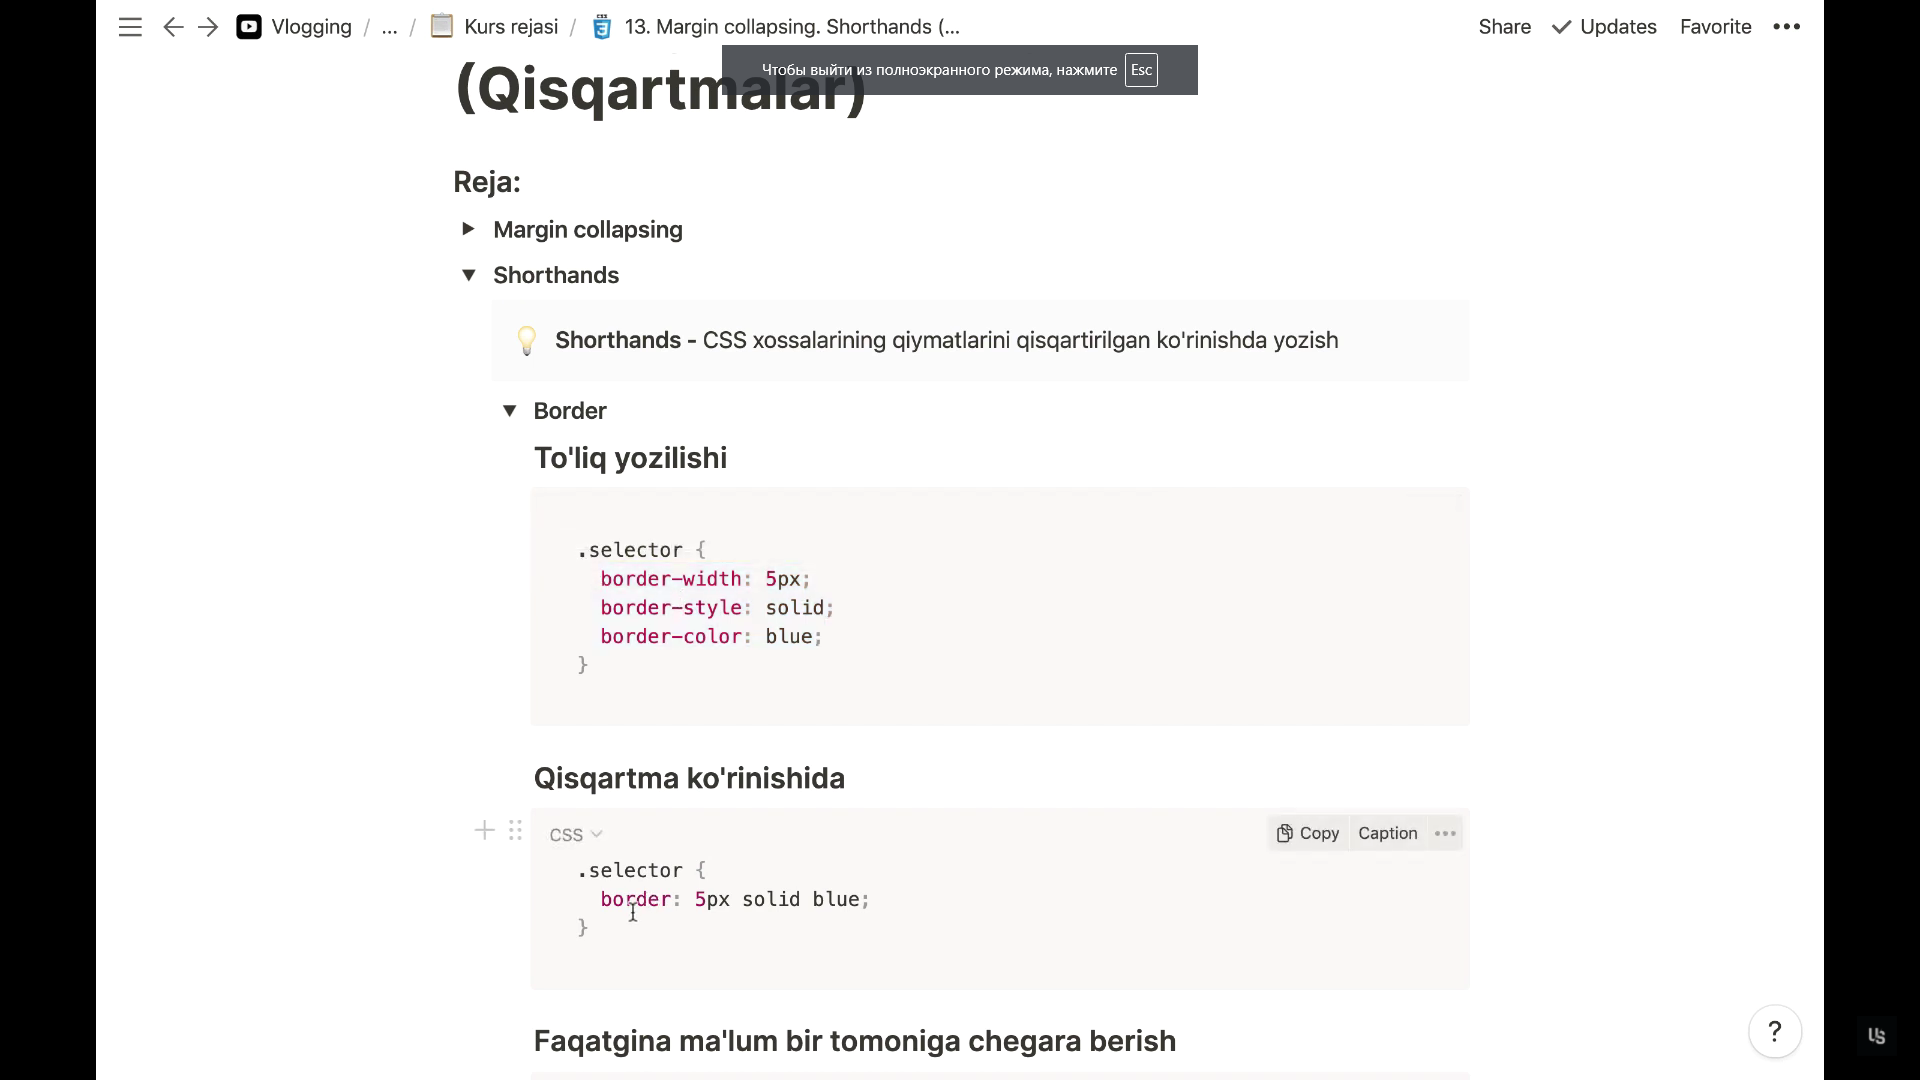 Vlogging / ... / Kurs rejasi / 13. Margin collapsing. Shorthands (...
Share Updates Favorite
Чтобы выйти из полноэкранного режима, нажмите Esc
(Qisqartmalar)
Reja:
Margin collapsing
Shorthands
Shorthands - CSS xossalarining qiymatlarini qisqartirilgan ko'rinishda yozish
Border
To'liq yozilishi
.selector {
border-width: 5px;
border-style: solid;
border-color: blue;
}
Qisqartma ko'rinishida
CSS
Copy Caption
.selector {
border: 5px solid blue;
}
Faqatgina ma'lum bir tomoniga chegara berish
?